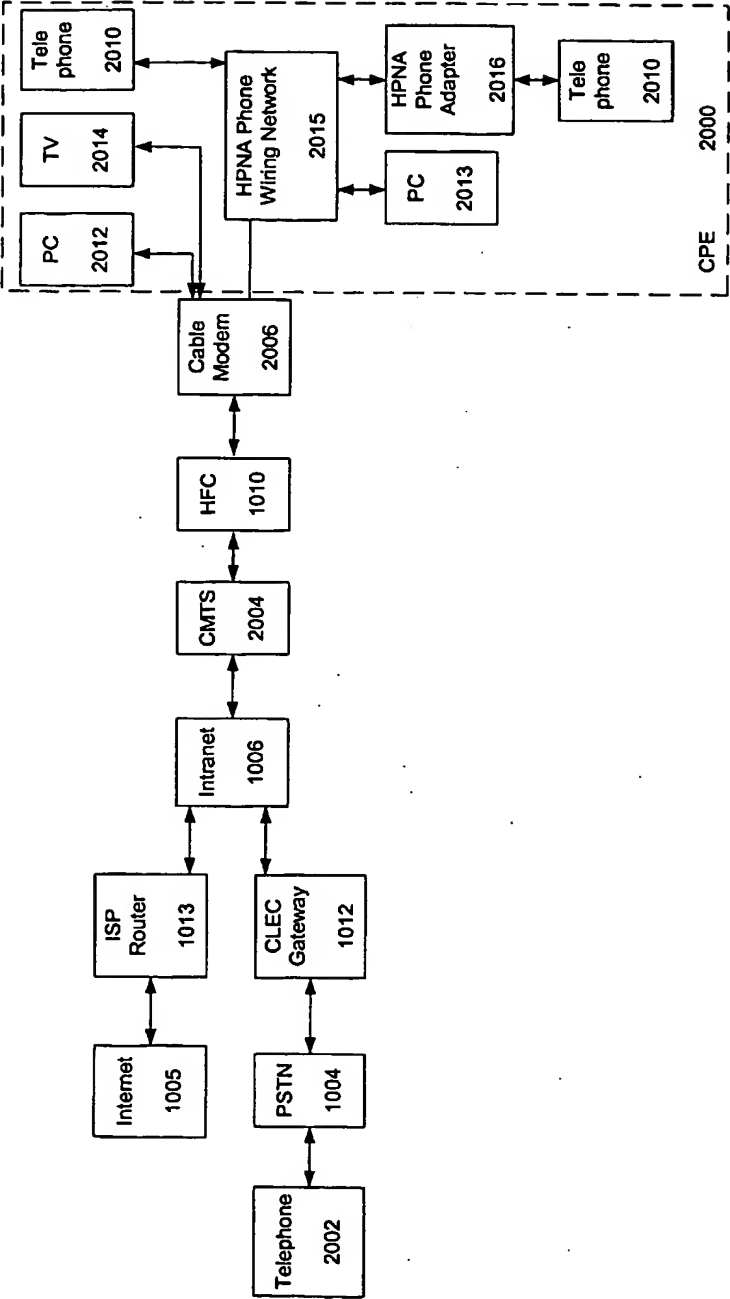 Telephone
2002
PSTN
1004
Internet
1005
CLEC
Gateway
1012
ISP
Router
1013
Intranet
1006
CMTS
2004
HFC
1010
Cable
Modem
2006
PC
2012
TV
2014
Tele
phone
2010
HPNA Phone
Wiring Network
2015
PC
2013
HPNA
Phone
Adapter
2016
Tele
phone
2010
CPE
2000